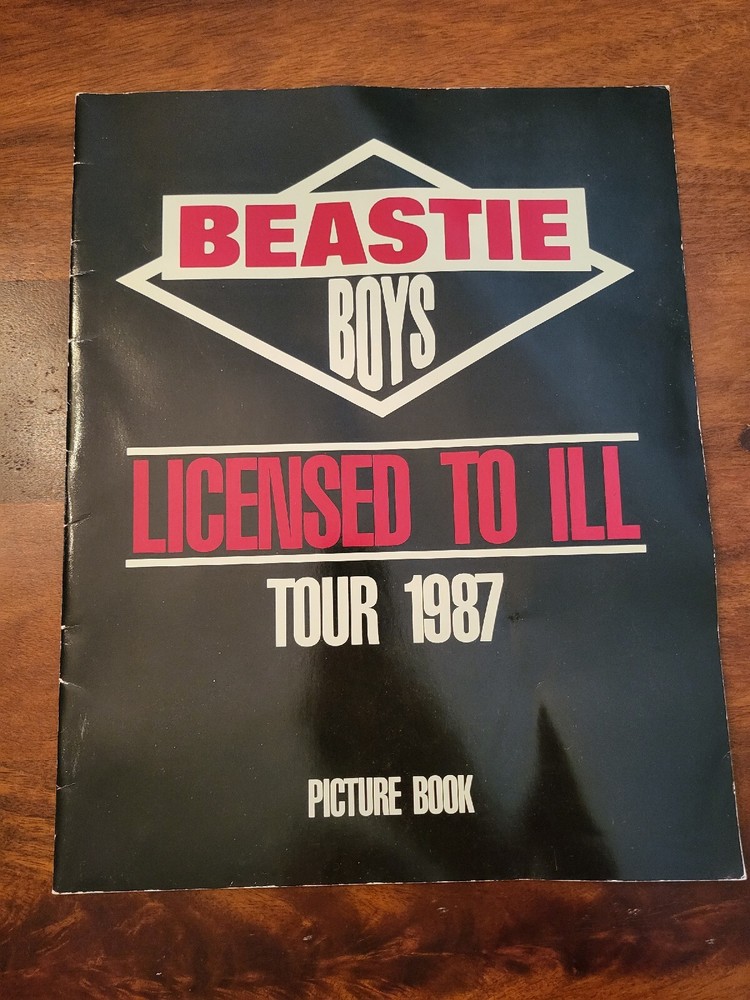 BEASTIE
BOYS
LICENSED TO ILL
TOUR 1987
PICTURE BOOK